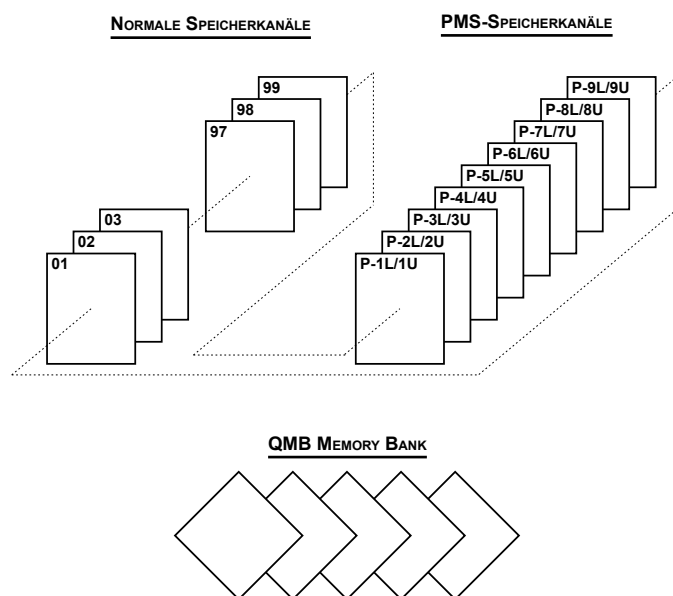 NORMALE SPEICHERKANÄLE
99
98
97
03
02
01
PMS-SPEICHERKANÄLE
P-9L/9U
P-8L/8U
P-7L/7U
P-6L/6U
P-5L/5U
P-4L/4U
P-3L/3U
P-2L/2U
P-1L/1U
QMB MEMORY BANK